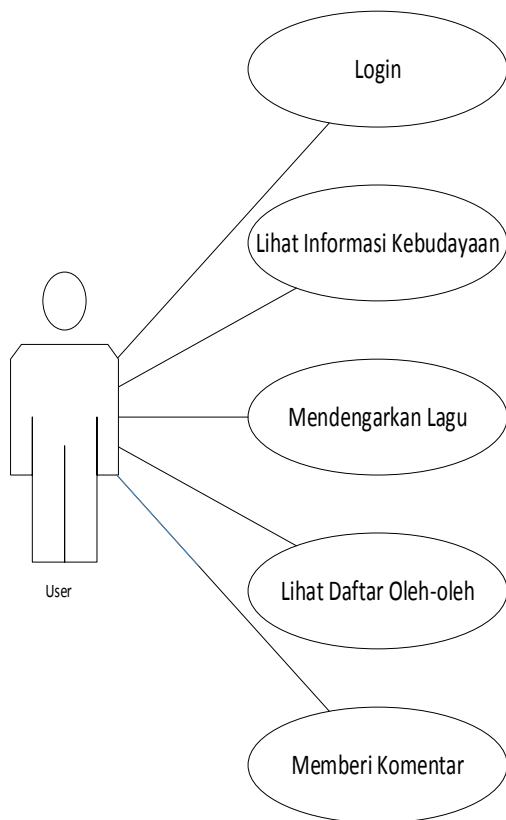 Login
Lihat Informasi Kebudayaan
Mendengarkan Lagu
Lihat Daftar Oleh-oleh
User
Memberi Komentar